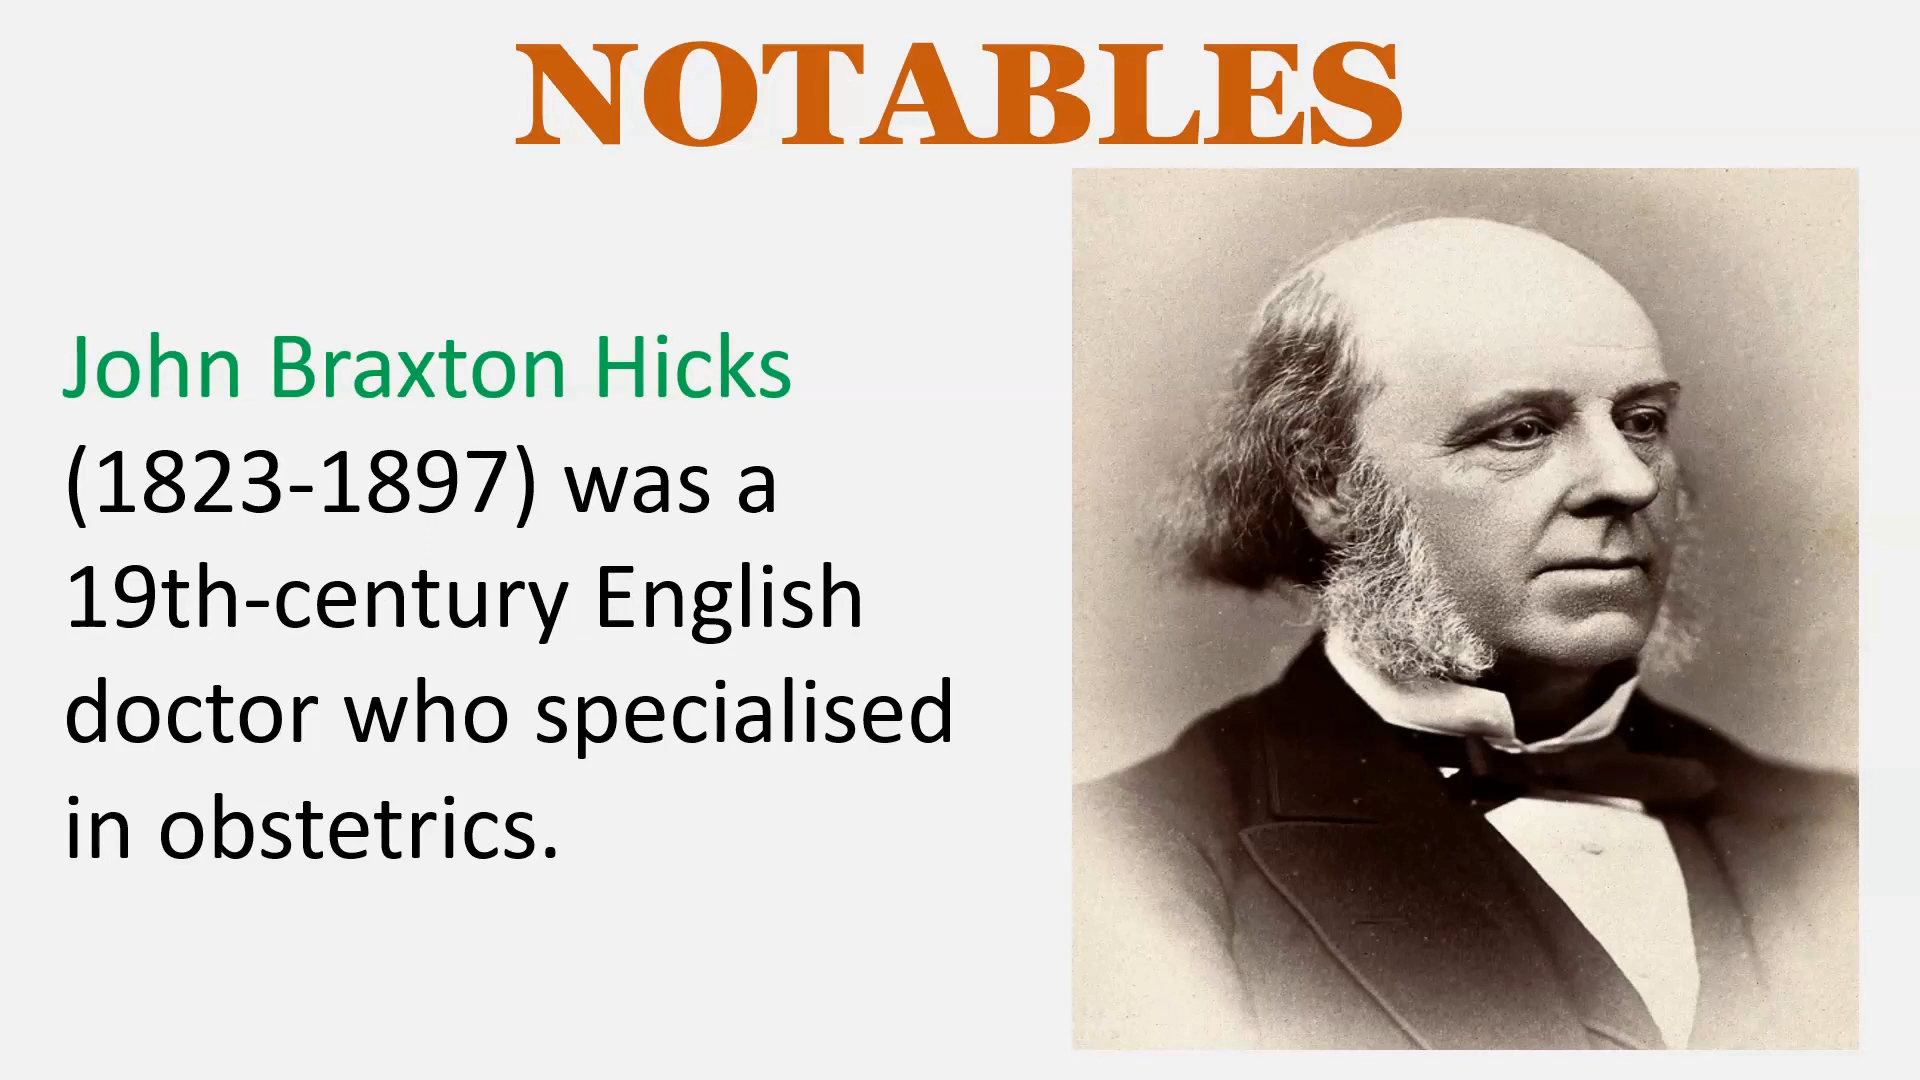 NOTABLES
John Braxton Hicks
(1823-1897) was a
19th-century English
doctor who specialised
in obstetrics.